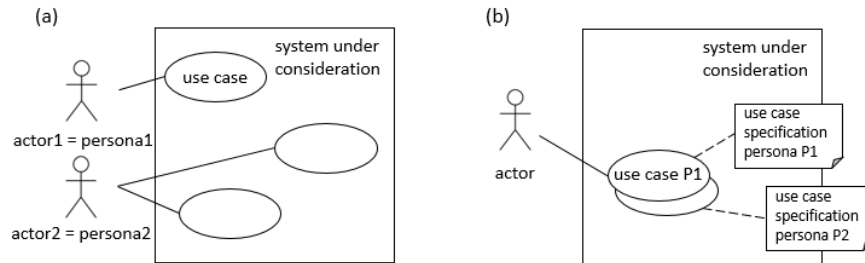 (a)
system under
consideration
use case
actor1 = persona1
actor2 = persona2
(b)
system under
consideration
actor
use case P1
use case
specification
persona P1
use case
specification
persona P2